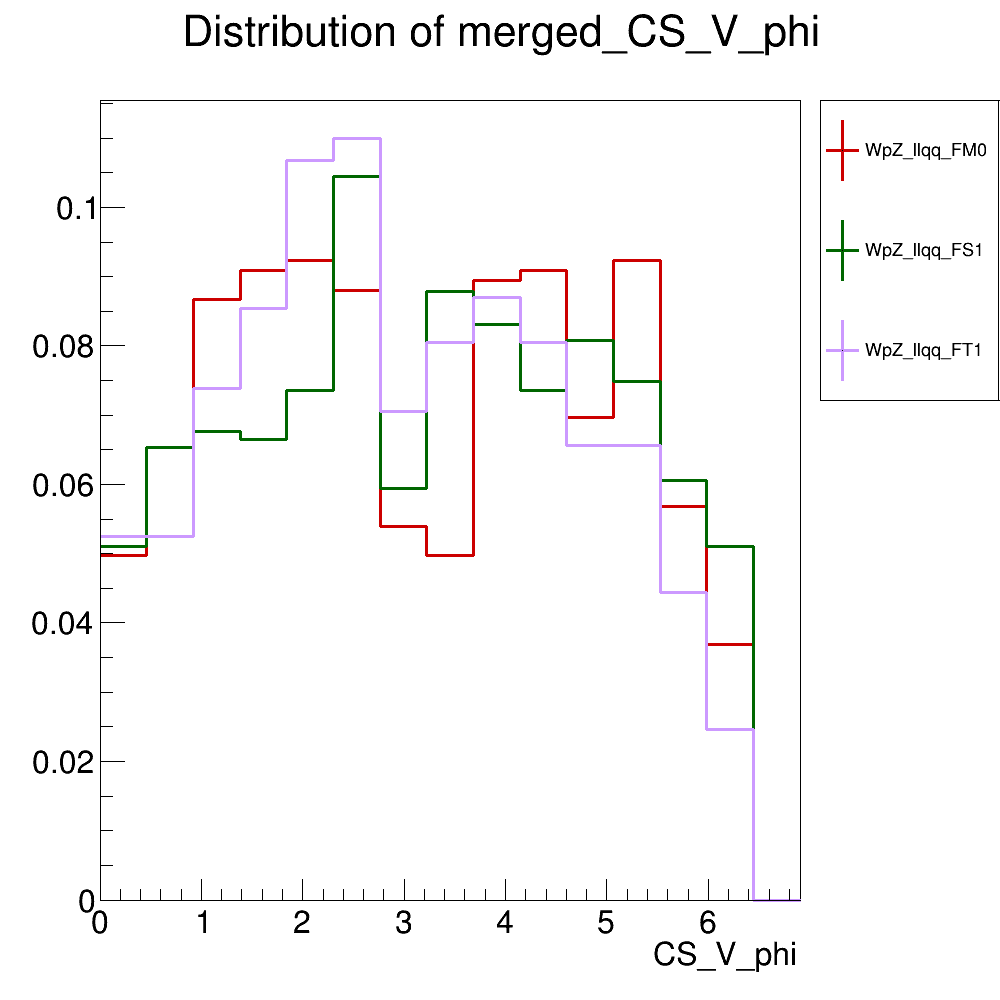 Distribution of merged_CS_V_phi
WpZ_llqq_FM0
WpZ_llqq_FS1
WpZ_llqq_FT1
0.1
0.08
0.06
0.04
0.02
0
0 1 2 3 4 5 6
CS_V_phi